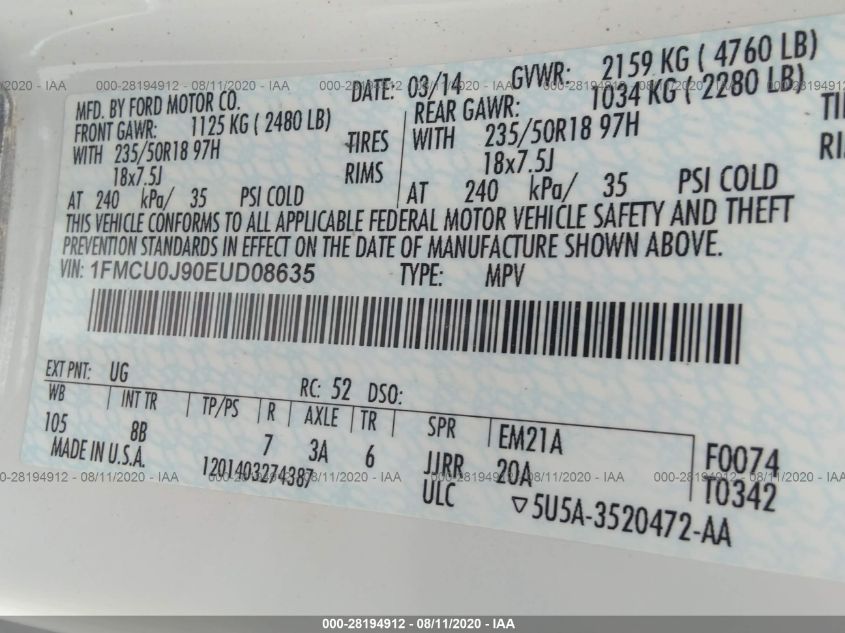 MFD. BY FORD MOTOR CO.
DATE: 03/14
GVWR: 2159 KG ( 4760 LB)
FRONT GAWR: 1125 KG ( 2480 LB)
REAR GAWR: 1034 KG ( 2280 LB)
WITH 235/50R18 97H TIRES
WITH 235/50R18 97H
18x7.5J RIMS
18x7.5J
AT 240 kPa/ 35 PSI COLD
AT 240 kPa/ 35 PSI COLD
THIS VEHICLE CONFORMS TO ALL APPLICABLE FEDERAL MOTOR VEHICLE SAFETY AND THEFT
PREVENTION STANDARDS IN EFFECT ON THE DATE OF MANUFACTURE SHOWN ABOVE.
VIN: 1FMCU0J90EUD08635 TYPE: MPV
EXT PNT: UG RC: 52 DSO:
WB INT TR TP/PS R AXLE TR SPR EM21A F0074
105 8B 7 3A 6 JJRR 20A T0342
MADE IN U.S.A. 1201403274387 ULC ▽5U5A-3520472-AA
000-28194912 - 08/11/2020 - IAA